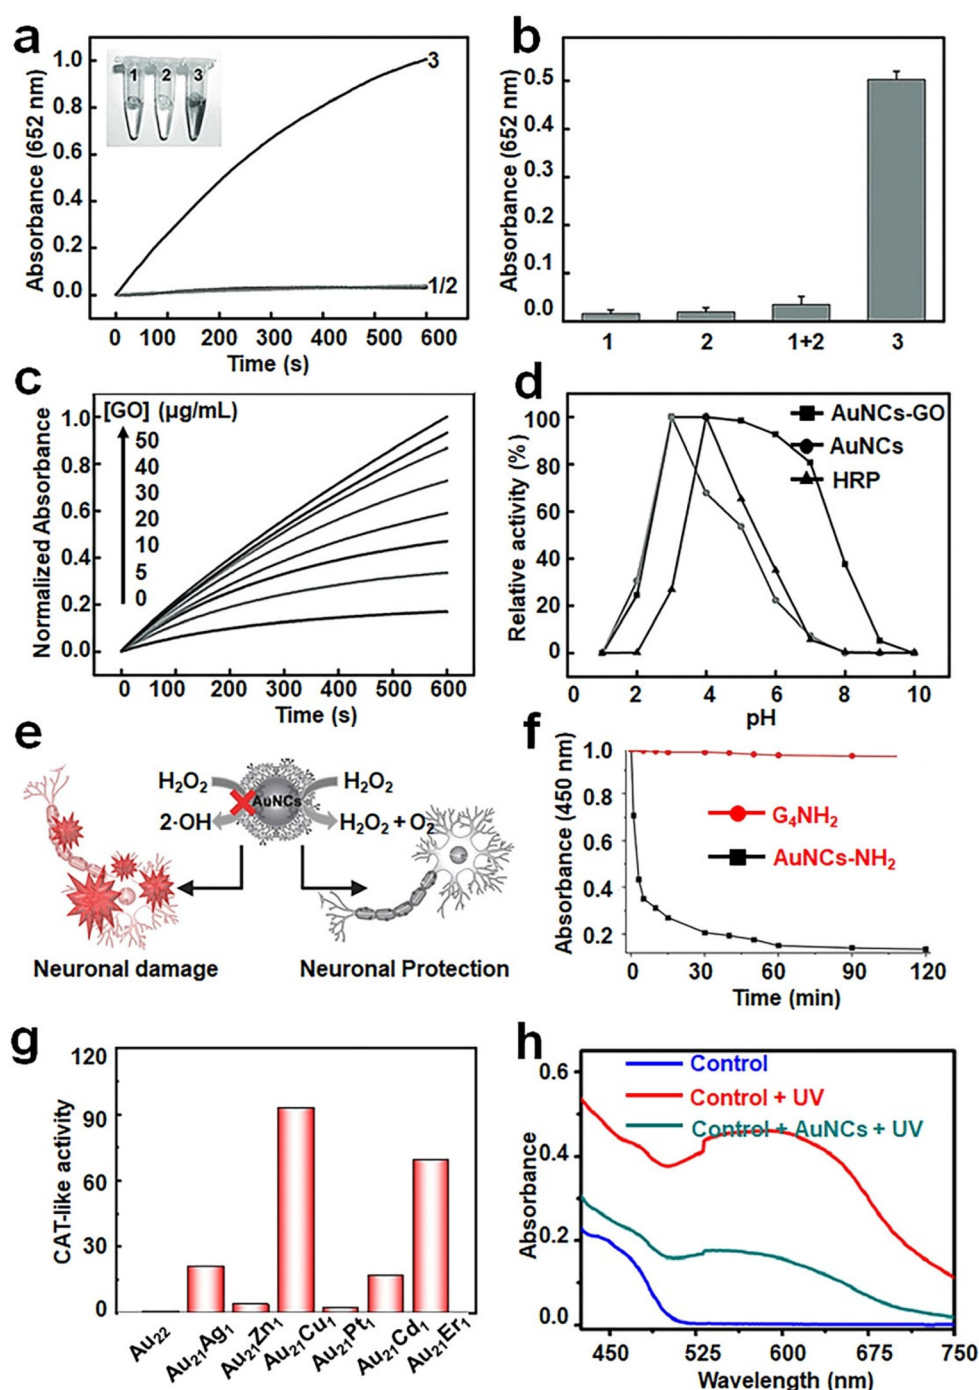 a
Absorbance (652 nm)
1.0
0.8
0.6
0.4
0.2
0.0
1 2 3
3
1/2
0 100 200 300 400 500 600
Time (s)
b
Absorbance (652 nm)
0.5
0.4
0.3
0.2
0.1
0.0
1 2 1+2 3
c
Normalized Absorbance
1.0
0.8
0.6
0.4
0.2
0.0
[GO] (μg/mL)
50
40
30
20
10
5
0
0 100 200 300 400 500 600
Time (s)
d
Relative activity (%)
100
80
60
40
20
0
AuNCs-GO
AuNCs
HRP
0 2 4 6 8 10
pH
e
H₂O₂
2·OH
AuNCs
H₂O₂
H₂O₂ + O₂
Neuronal damage
Neuronal Protection
f
Absorbance (450 nm)
1.0
0.8
0.6
0.4
0.2
G₄NH₂
AuNCs-NH₂
0 30 60 90 120
Time (min)
g
CAT-like activity
120
90
60
30
0
Au₂₂
Au₂₁Ag₁
Au₂₁Zn₁
Au₂₁Cu₁
Au₂₁Pt₁
Au₂₁Cd₁
Au₂₁Er₁
h
Absorbance
0.6
0.4
0.2
0.0
Control
Control + UV
Control + AuNCs + UV
450 525 600 675 750
Wavelength (nm)